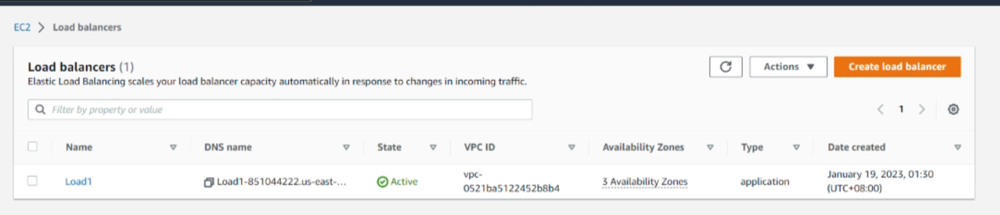 EC2 > Load balancers
Load balancers (1)
Elastic Load Balancing scales your load balancer capacity automatically in response to changes in incoming traffic.
Actions
Create load balancer
Filter by property or value
< 1 >
Name DNS name State VPC ID Availability Zones Type Date created
Load1 Load1-851044222.us-east-... Active vpc-0521ba5122452b8b4 3 Availability Zones application January 19, 2023, 01:30 (UTC+08:00)